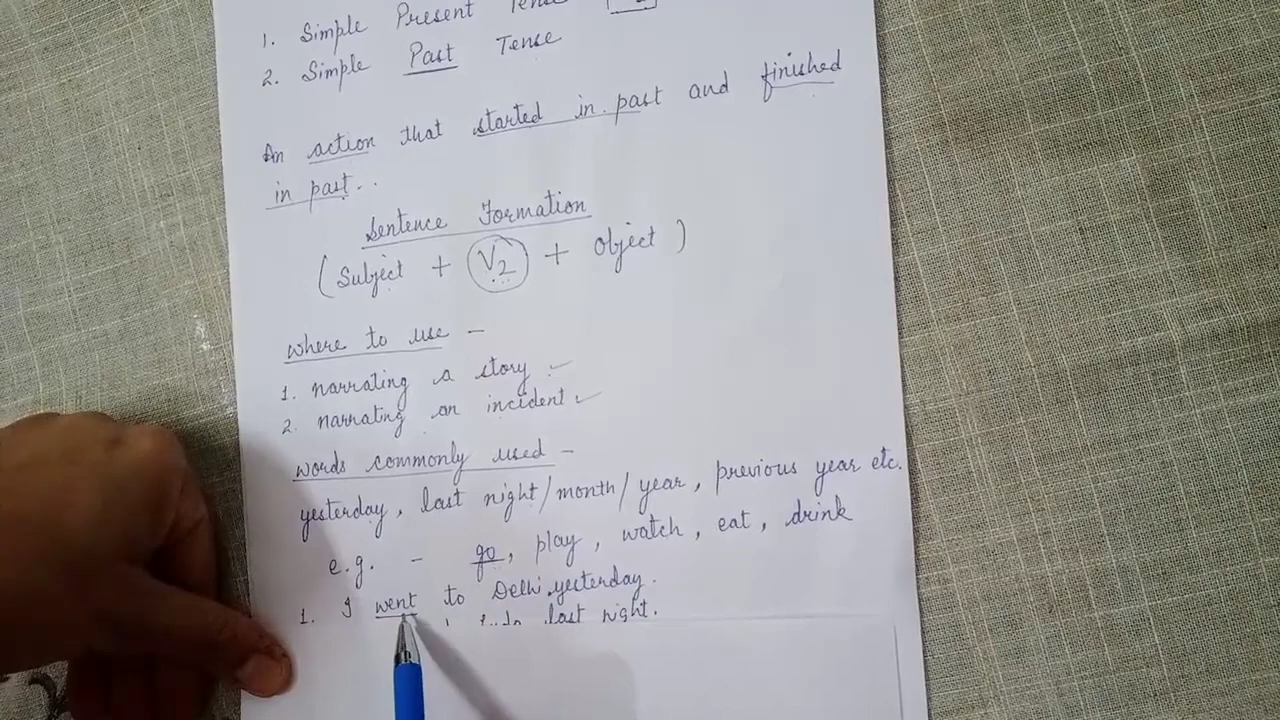 1. Simple Present Tense
2. Simple Past Tense
An action that started in past and finished
in past..
Sentence Formation
(Subject + V2 + Object)
where to use -
1. narrating a story
2. narrating an incident
words commonly used -
yesterday, last night/month/year, previous year etc.
e.g. - go, play, watch, eat, drink
1. I went to Delhi yesterday.
last night.